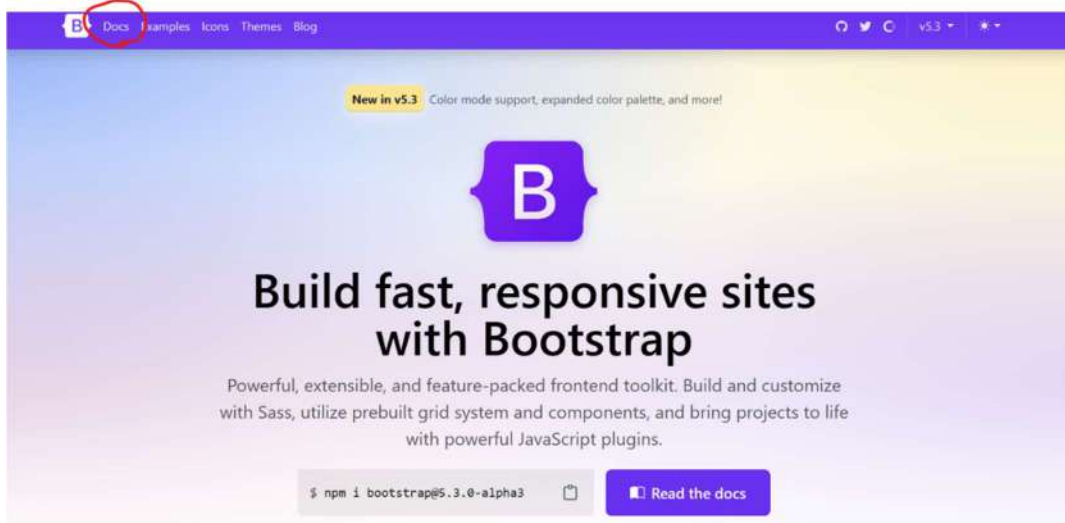 B Docs Examples Icons Themes Blog v5.3
New in v5.3 Color mode support, expanded color palette, and more!
B
Build fast, responsive sites
with Bootstrap
Powerful, extensible, and feature-packed frontend toolkit. Build and customize
with Sass, utilize prebuilt grid system and components, and bring projects to life
with powerful JavaScript plugins.
$ npm i bootstrap@5.3.0-alpha3 Read the docs